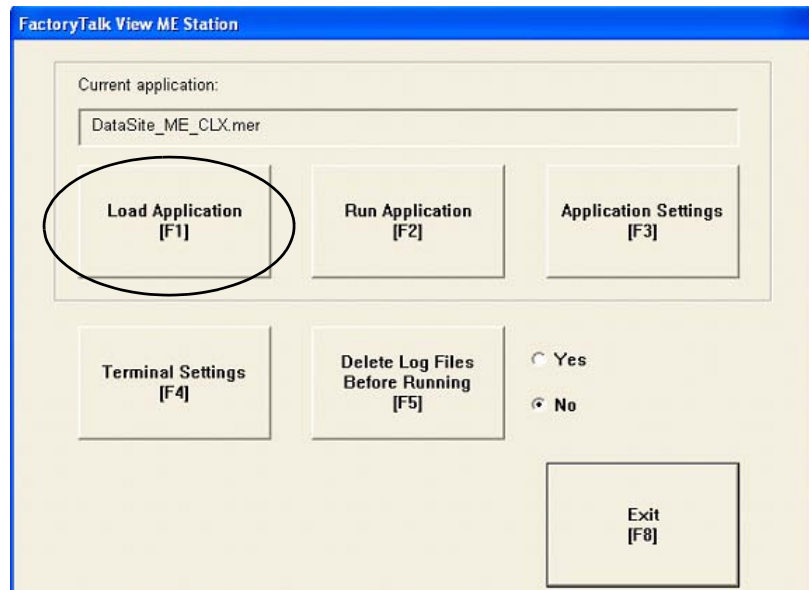 FactoryTalk View ME Station
Current application:
DataSite_ME_CLX.mer
Load Application
[F1]
Run Application
[F2]
Application Settings
[F3]
Terminal Settings
[F4]
Delete Log Files
Before Running
[F5]
Yes
No
Exit
[F8]